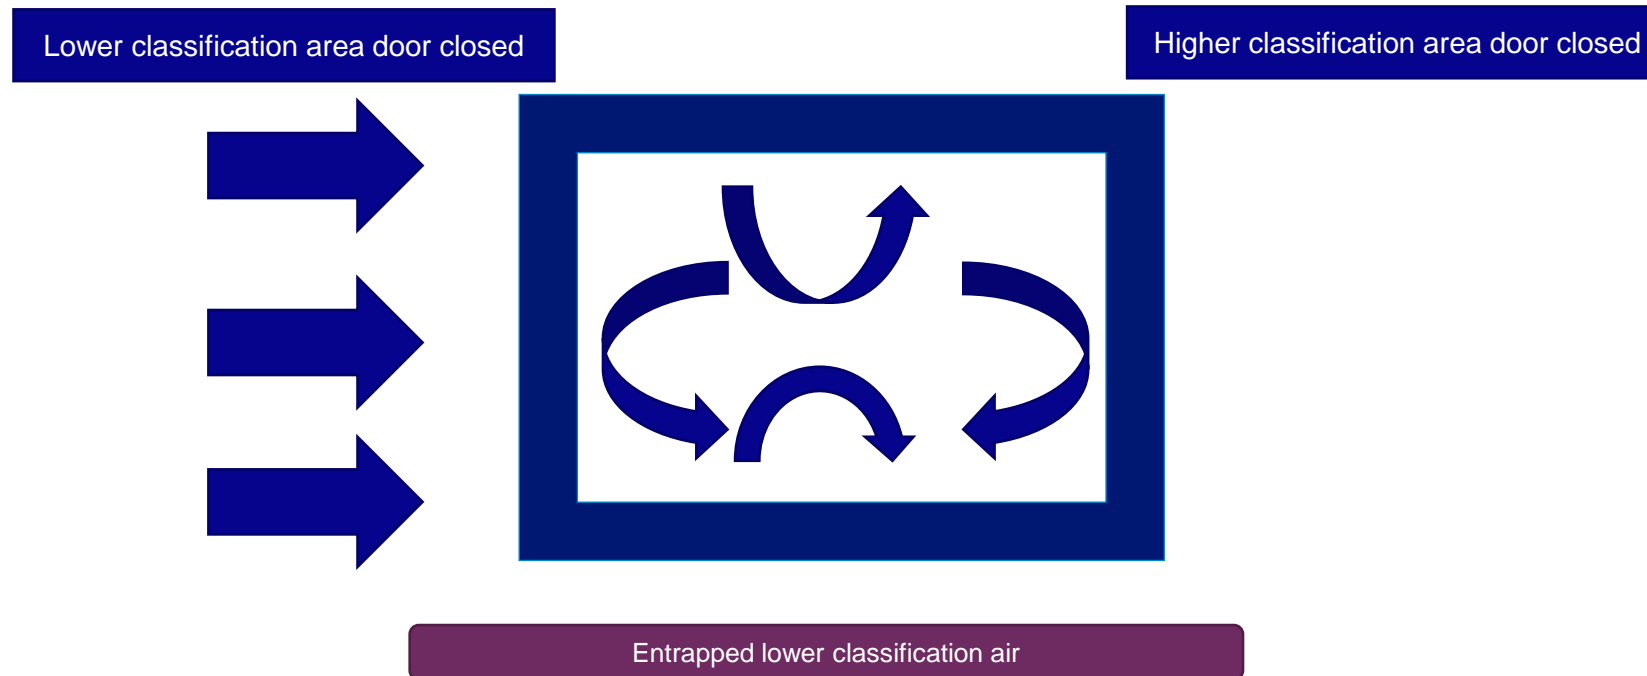 Lower classification area door closed
Higher classification area door closed
Entrapped lower classification air